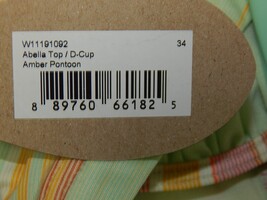 W11191092 34
Abella Top / D-Cup
Amber Pontoon
8 89760 66182 5